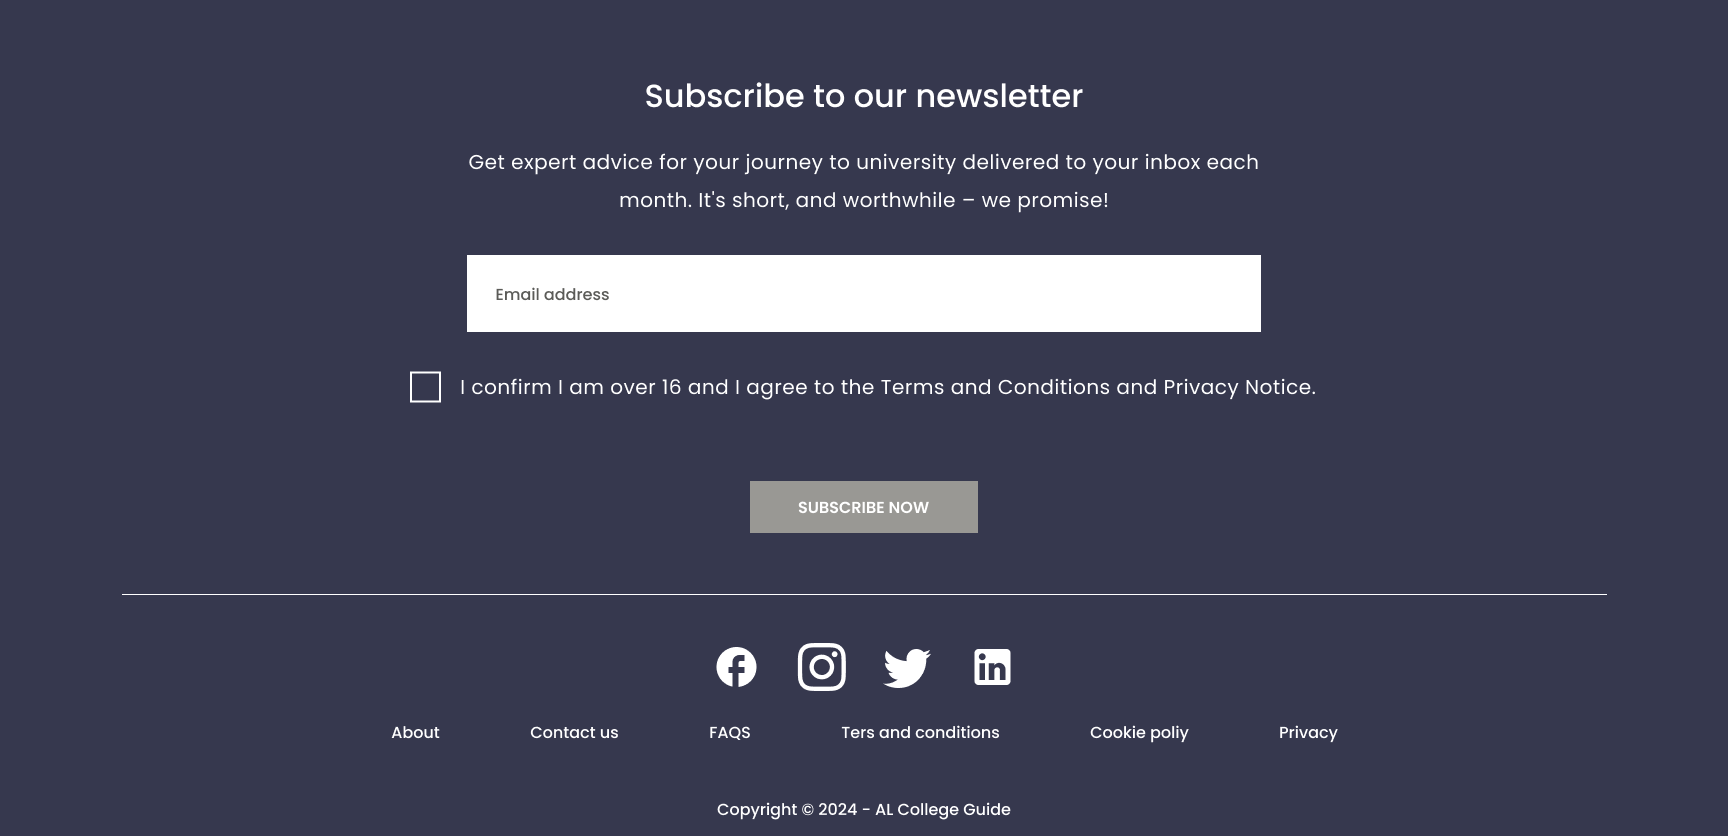 Subscribe to our newsletter
Get expert advice for your journey to university delivered to your inbox each
month. It's short, and worthwhile – we promise!
Email address
I confirm I am over 16 and I agree to the Terms and Conditions and Privacy Notice.
SUBSCRIBE NOW
About Contact us FAQS Ters and conditions Cookie poliy Privacy
Copyright © 2024 - AL College Guide